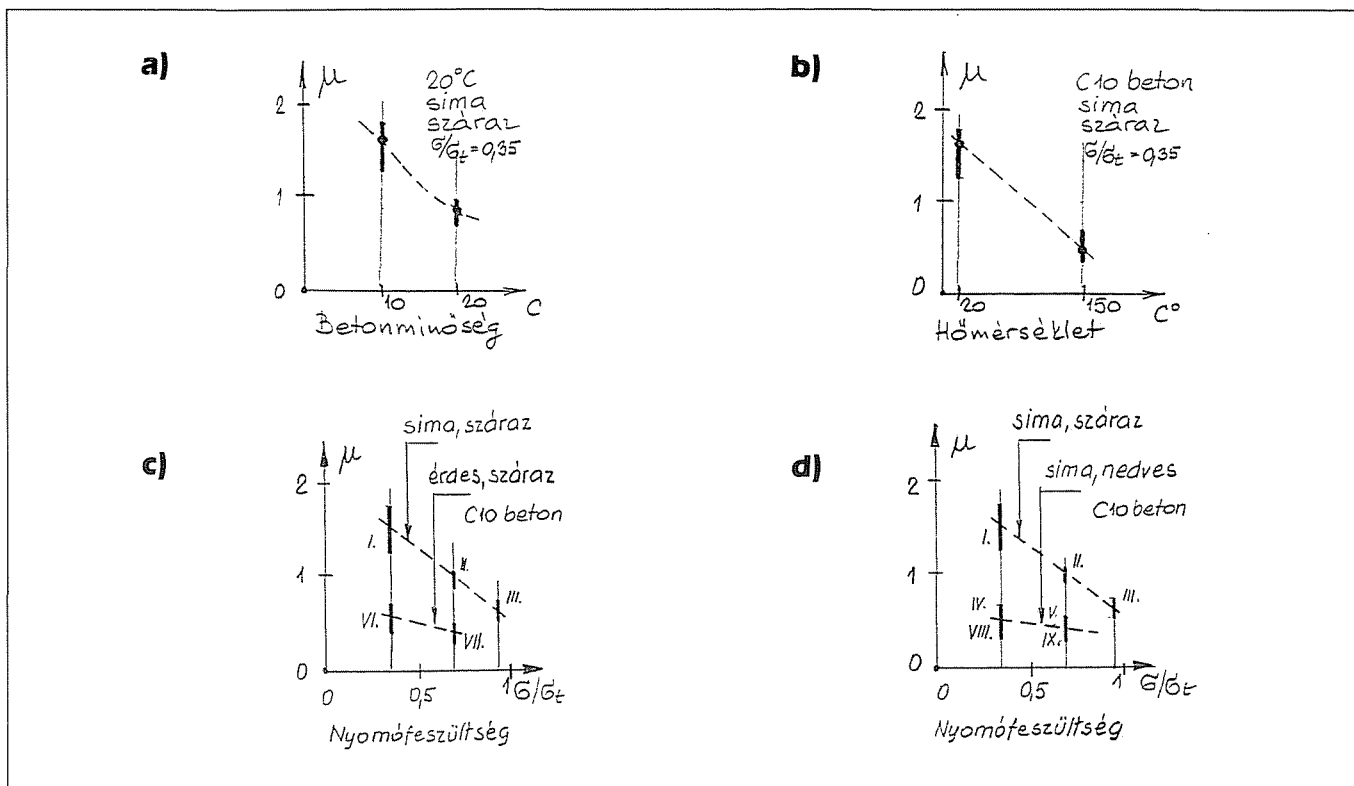 a)
μ
20°C
sima
száraz
σ/σt = 0,35
2
1
0
10
20
C
Betonminőség
b)
μ
C10 beton
sima
száraz
σ/σt = 0,35
2
1
0
20
150
C°
Hőmérséklet
c)
μ
sima, száraz
érdes, száraz
C10 beton
2
I.
II.
1
III.
VI.
VII.
0
0
0,5
1
σ/σt
Nyomófeszültség
d)
μ
sima, száraz
sima, nedves
C10 beton
2
I.
II.
1
III.
IV.
V.
VIII.
IX.
0
0
0,5
1
σ/σt
Nyomófeszültség